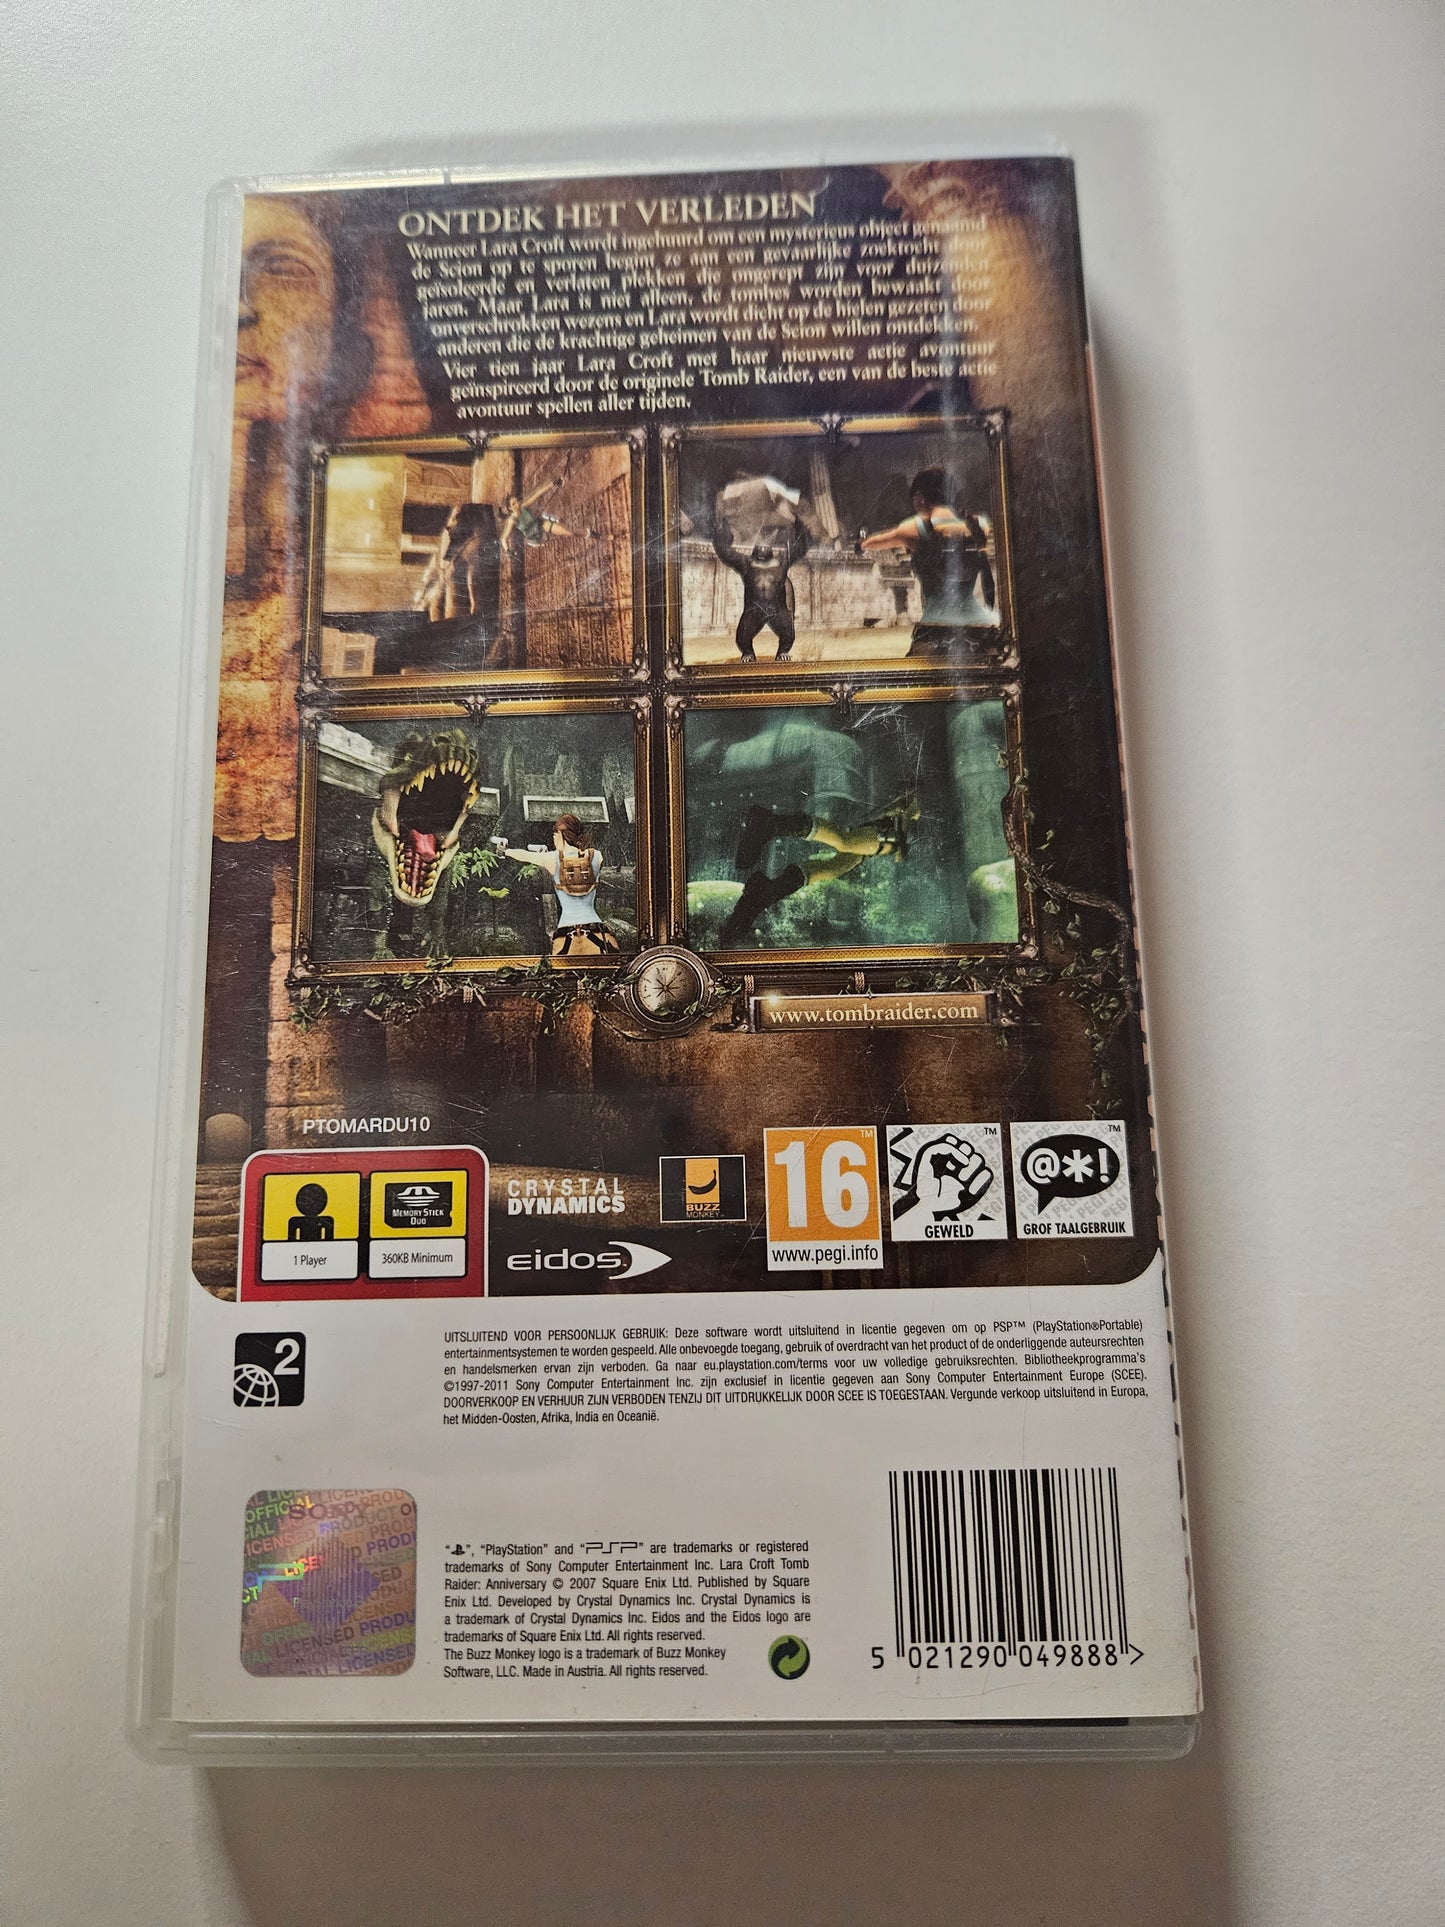 ONTDEK HET VERLEDEN
Wanneer Lara Croft wordt ingehuurd om een mysterieus object genaamd
de Scion op te sporen begint ze aan een gevaarlijke zoektocht door
geïsoleerde en verlaten plekken die ongerept zijn voor duizenden
jaren. Maar Lara is niet alleen, de tombes worden bewaakt door
onverschrokken wezens en Lara wordt dicht op de hielen gezeten door
anderen die de krachtige geheimen van de Scion willen ontdekken.
Vier tien jaar Lara Croft met haar nieuwste actie avontuur
geïnspireerd door de originele Tomb Raider, een van de beste actie
avontuur spellen aller tijden.
www.tombraider.com
PTOMARDU10
1 Player
MEMORY STICK
DUO
360KB Minimum
CRYSTAL
DYNAMICS
eidos
BUZZ
MONKEY
16
www.pegi.info
GEWELD
@*!
GROF TAALGEBRUIK
2
UITSLUITEND VOOR PERSOONLIJK GEBRUIK: Deze software wordt uitsluitend in licentie gegeven om op PSP™ (PlayStation®Portable)
entertainmentsystemen te worden gespeeld. Alle onbevoegde toegang, gebruik of overdracht van het product of de onderliggende auteursrechten
en handelsmerken ervan zijn verboden. Ga naar eu.playstation.com/terms voor uw volledige gebruiksrechten. Bibliotheekprogramma's
©1997-2011 Sony Computer Entertainment Inc. zijn exclusief in licentie gegeven aan Sony Computer Entertainment Europe (SCEE).
DOORVERKOOP EN VERHUUR ZIJN VERBODEN TENZIJ DIT UITDRUKKELIJK DOOR SCEE IS TOEGESTAAN. Vergunde verkoop uitsluitend in Europa,
het Midden-Oosten, Afrika, India en Oceanië.
SONY
OFFICIAL LICENSED PRODUCT
"", "PlayStation" and "PSP" are trademarks or registered
trademarks of Sony Computer Entertainment Inc. Lara Croft Tomb
Raider: Anniversary © 2007 Square Enix Ltd. Published by Square
Enix Ltd. Developed by Crystal Dynamics Inc. Crystal Dynamics is
a trademark of Crystal Dynamics Inc. Eidos and the Eidos logo are
trademarks of Square Enix Ltd. All rights reserved.
The Buzz Monkey logo is a trademark of Buzz Monkey
Software, LLC. Made in Austria. All rights reserved.
5 021290 049888 >